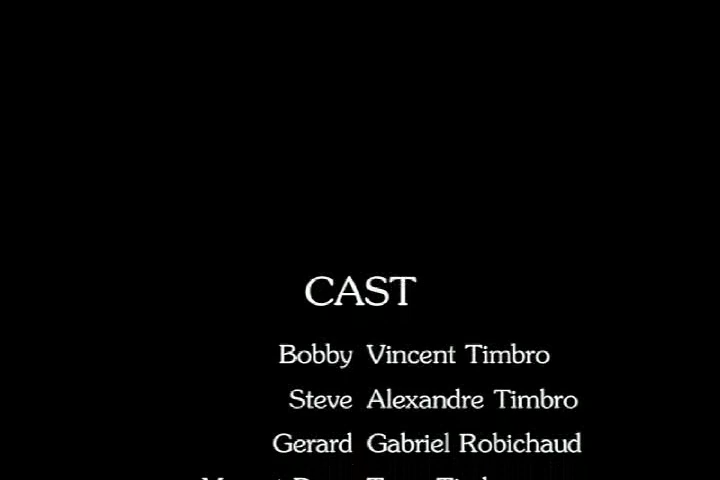 CAST
Bobby Vincent Timbro
Steve Alexandre Timbro
Gerard Gabriel Robichaud